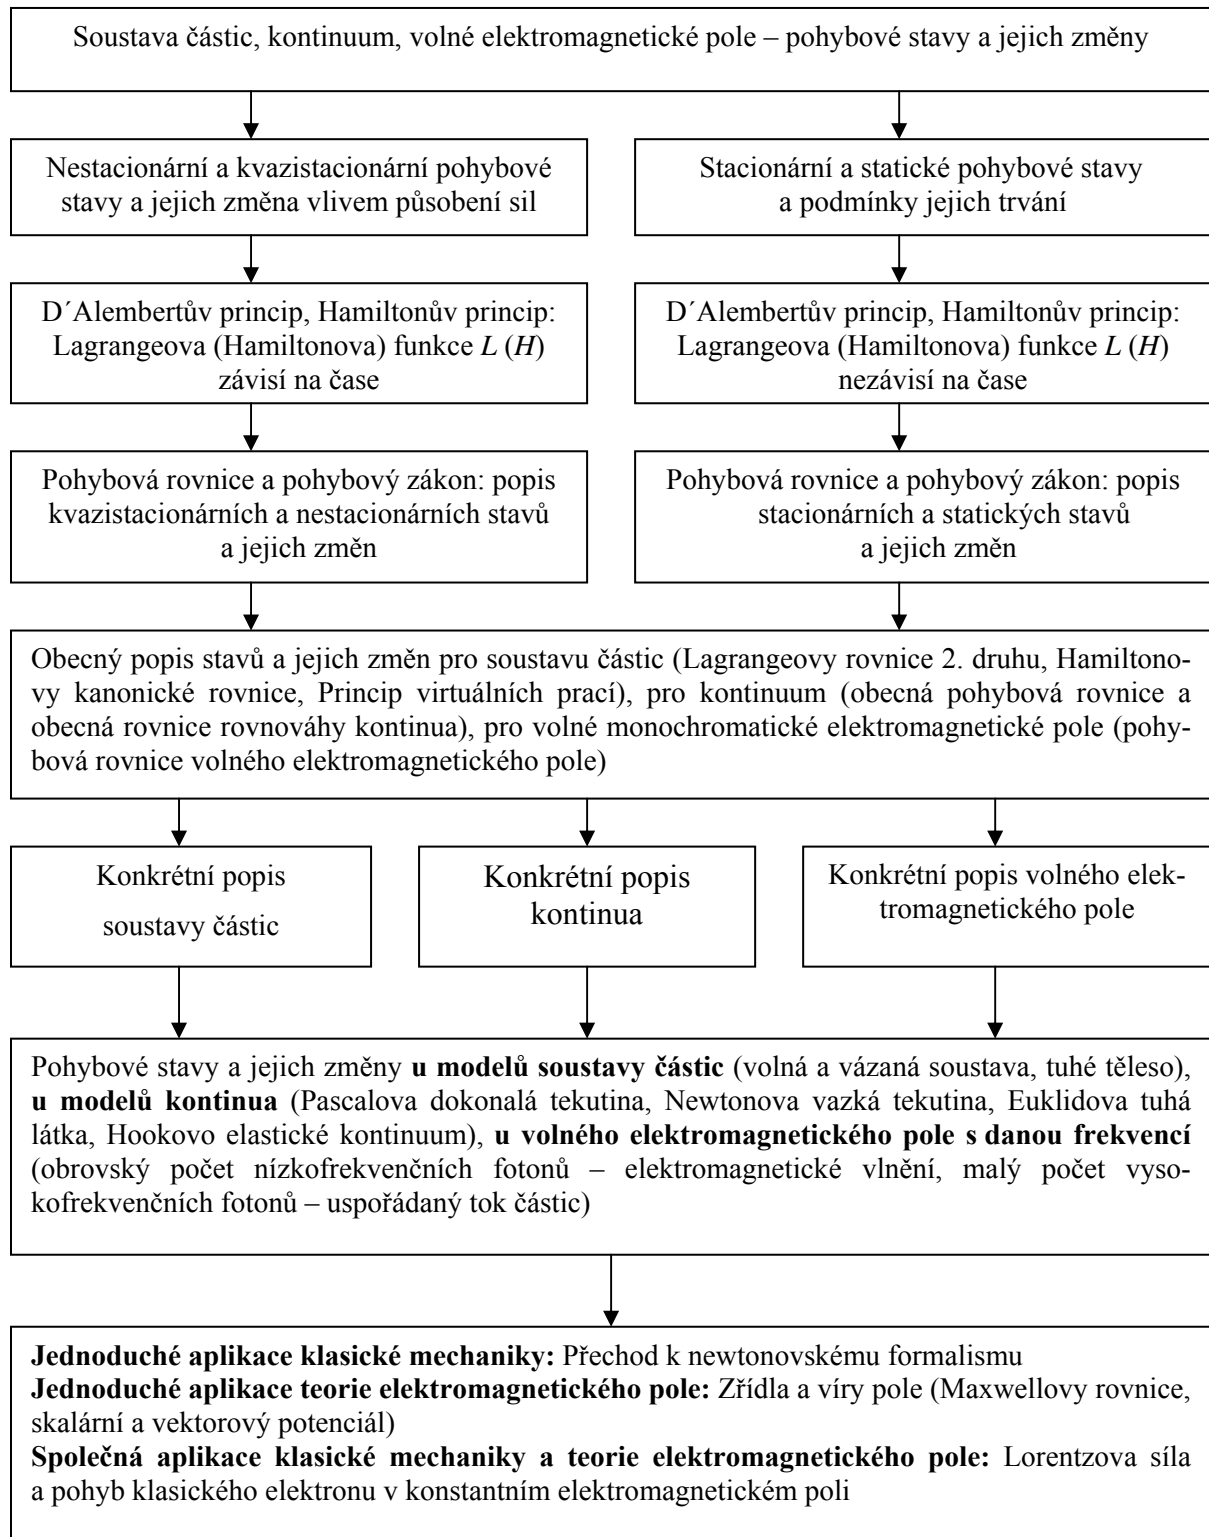 Soustava částic, kontinuum, volné elektromagnetické pole – pohybové stavy a jejich změny
Nestacionární a kvazistacionární pohybové
stavy a jejich změna vlivem působení sil
Stacionární a statické pohybové stavy
a podmínky jejich trvání
D´Alembertův princip, Hamiltonův princip:
Lagrangeova (Hamiltonova) funkce L (H)
závisí na čase
D´Alembertův princip, Hamiltonův princip:
Lagrangeova (Hamiltonova) funkce L (H)
nezávisí na čase
Pohybová rovnice a pohybový zákon: popis
kvazistacionárních a nestacionárních stavů
a jejich změn
Pohybová rovnice a pohybový zákon: popis
stacionárních a statických stavů
a jejich změn
Obecný popis stavů a jejich změn pro soustavu částic (Lagrangeovy rovnice 2. druhu, Hamiltono-
vy kanonické rovnice, Princip virtuálních prací), pro kontinuum (obecná pohybová rovnice a
obecná rovnice rovnováhy kontinua), pro volné monochromatické elektromagnetické pole (pohy-
bová rovnice volného elektromagnetického pole)
Konkrétní popis
soustavy částic
Konkrétní popis
kontinua
Konkrétní popis volného elek-
tromagnetického pole
Pohybové stavy a jejich změny u modelů soustavy částic (volná a vázaná soustava, tuhé těleso),
u modelů kontinua (Pascalova dokonalá tekutina, Newtonova vazká tekutina, Euklidova tuhá
látka, Hookovo elastické kontinuum), u volného elektromagnetického pole s danou frekvencí
(obrovský počet nízkofrekvenčních fotonů – elektromagnetické vlnění, malý počet vyso-
kofrekvenčních fotonů – uspořádaný tok částic)
Jednoduché aplikace klasické mechaniky: Přechod k newtonovskému formalismu
Jednoduché aplikace teorie elektromagnetického pole: Zřídla a víry pole (Maxwellovy rovnice,
skalární a vektorový potenciál)
Společná aplikace klasické mechaniky a teorie elektromagnetického pole: Lorentzova síla
a pohyb klasického elektronu v konstantním elektromagnetickém poli